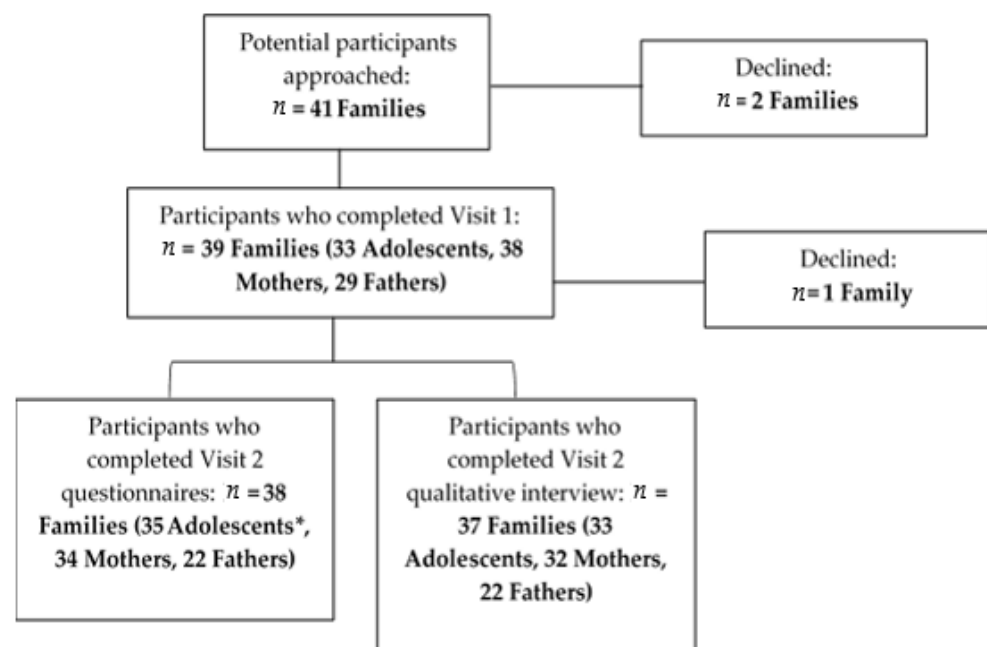 Potential participants
approached:
n = 41 Families
Declined:
n = 2 Families
Participants who completed Visit 1:
n = 39 Families (33 Adolescents, 38
Mothers, 29 Fathers)
Declined:
n= 1 Family
Participants who
completed Visit 2
questionnaires: n = 38
Families (35 Adolescents*,
34 Mothers, 22 Fathers)
Participants who
completed Visit 2
qualitative interview: n =
37 Families (33
Adolescents, 32 Mothers,
22 Fathers)